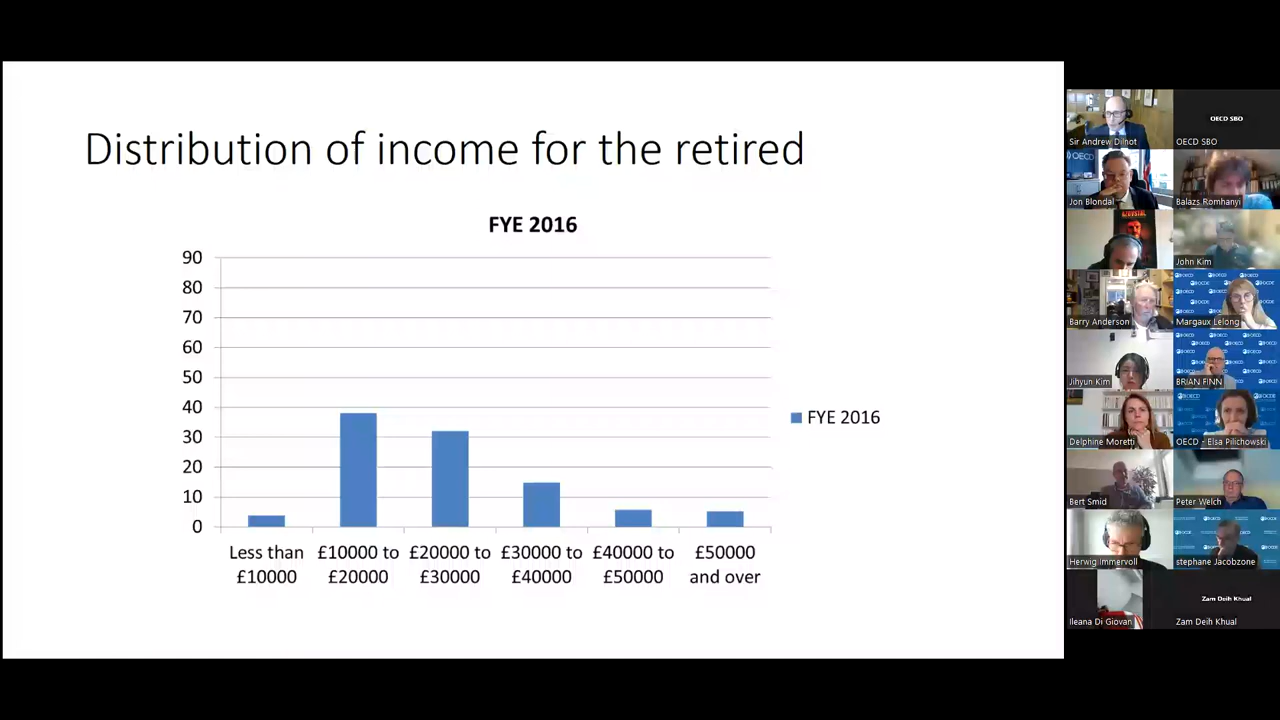 Distribution of income for the retired
FYE 2016
90
80
70
60
50
40
30
20
10
0
Less than
£10000
£10000 to
£20000
£20000 to
£30000
£30000 to
£40000
£40000 to
£50000
£50000
and over
FYE 2016
Sir Andrew Dilnot
OECD SBO
OECD SBO
OECD
Jon Blondal
Balazs Romhanyi
John Kim
Barry Anderson
Margaux Lelong
Jihyun Kim
BRIAN FINN
Delphine Moretti
OECD - Elsa Pilichowski
Bert Smid
Peter Welch
Herwig Immervoll
stephane Jacobzone
Ileana Di Giovan
Zam Deih Khual
Zam Deih Khual